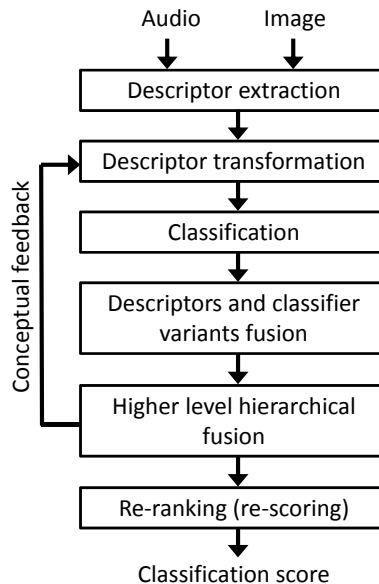 Audio
Image
Descriptor extraction
Descriptor transformation
Conceptual feedback
Classification
Descriptors and classifier
variants fusion
Higher level hierarchical
fusion
Re-ranking (re-scoring)
Classification score